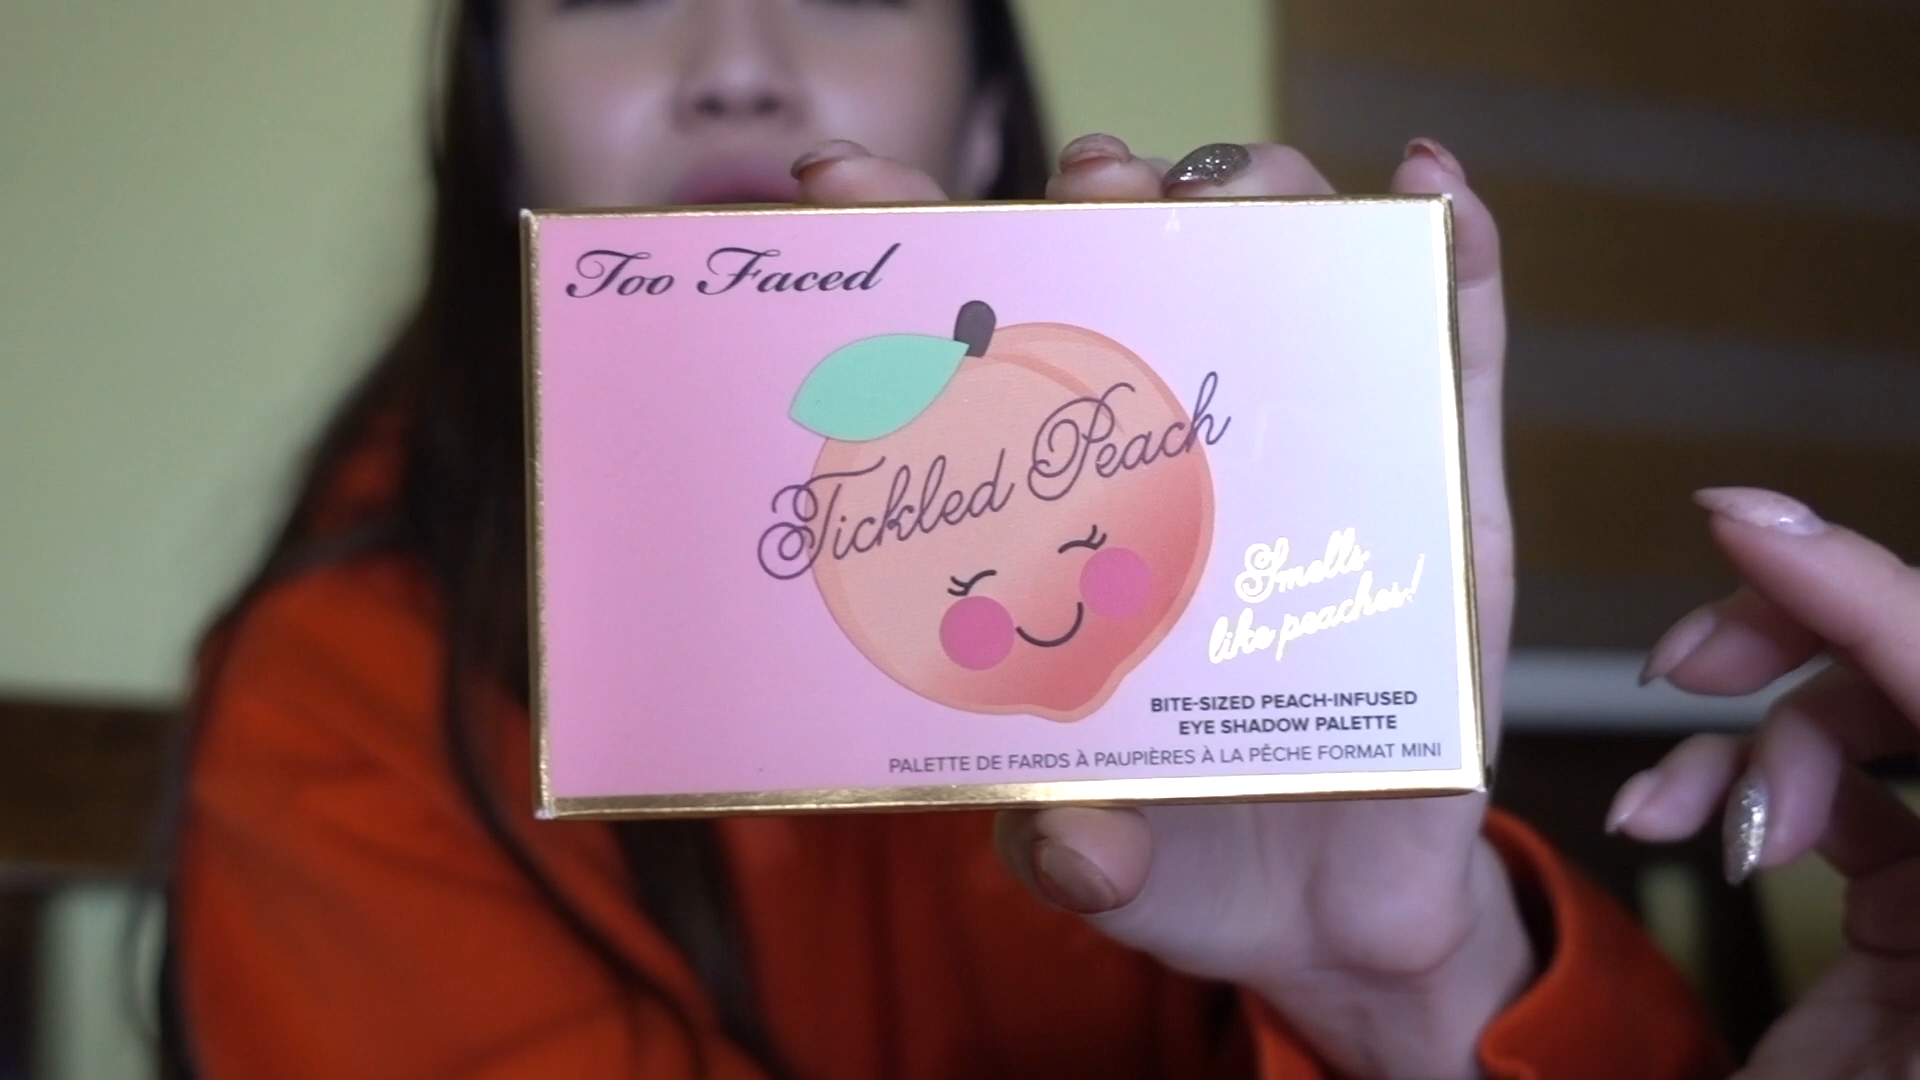 Too Faced
Tickled Peach
Smells
like peaches!
BITE-SIZED PEACH-INFUSED
EYE SHADOW PALETTE
PALETTE DE FARDS À PAUPIÈRES À LA PÊCHE FORMAT MINI